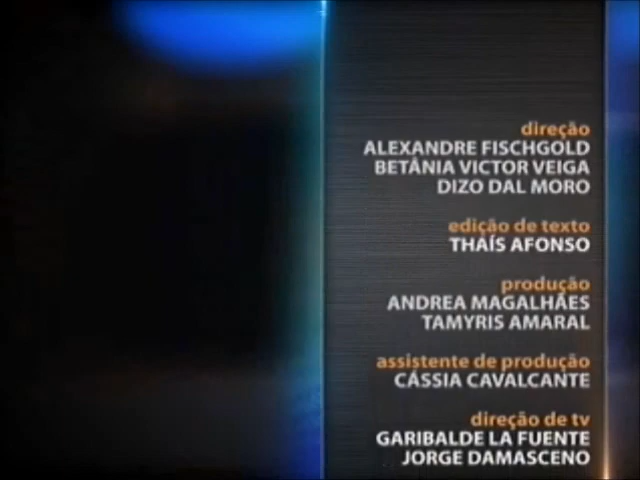 direção
ALEXANDRE FISCHGOLD
BETÂNIA VICTOR VEIGA
DIZO DAL MORO
edição de texto
THAÍS AFONSO
produção
ANDREA MAGALHÃES
TAMYRIS AMARAL
assistente de produção
CÁSSIA CAVALCANTE
direção de tv
GARIBALDE LA FUENTE
JORGE DAMASCENO